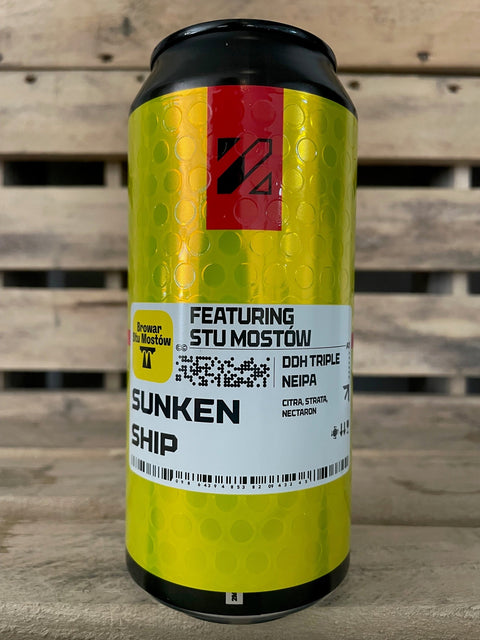 FEATURING
STU MOSTÓW
Browar
Stu Mostów
DDH TRIPLE
NEIPA
CITRA, STRATA,
NECTARON
SUNKEN
SHIP